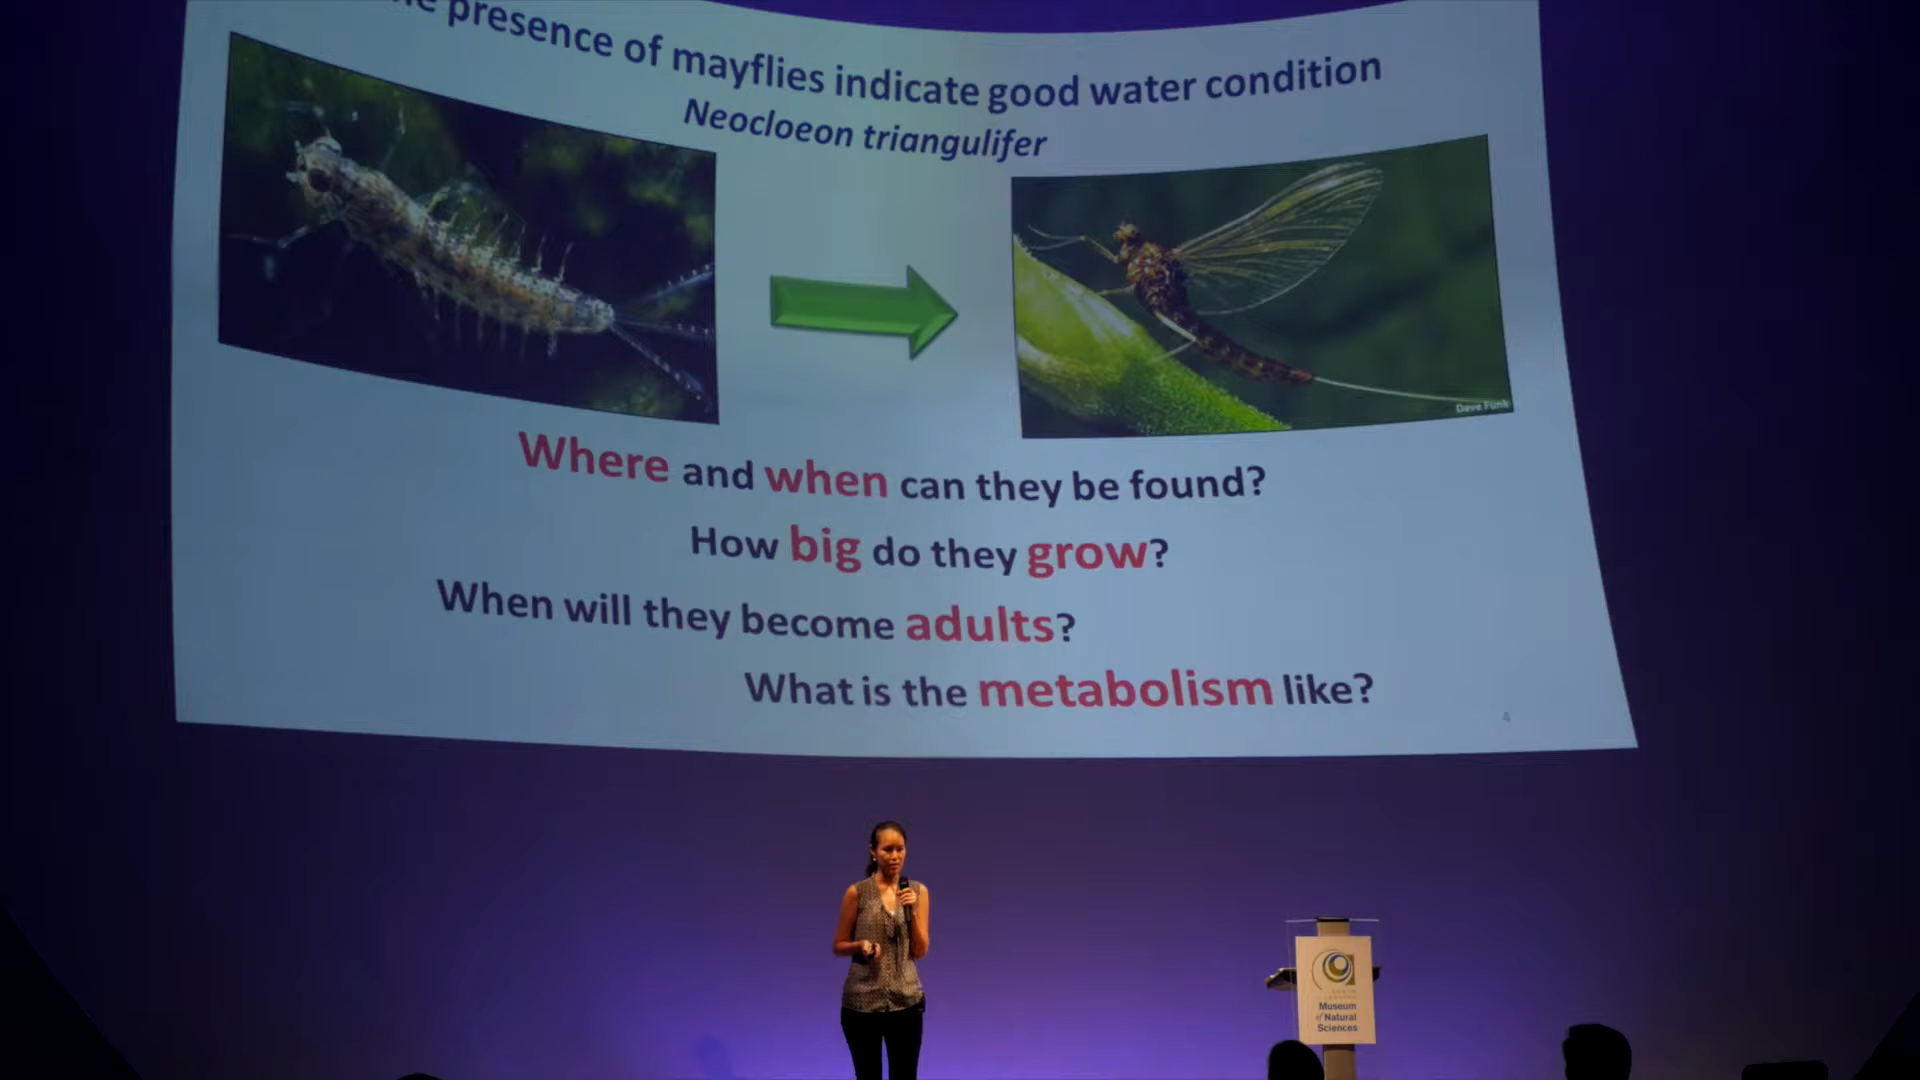 presence of mayflies indicate good water condition
Neocloeon triangulifer
Dave Funk
Where and when can they be found?
How big do they grow?
When will they become adults?
What is the metabolism like?
4
Museum
of Natural
Sciences